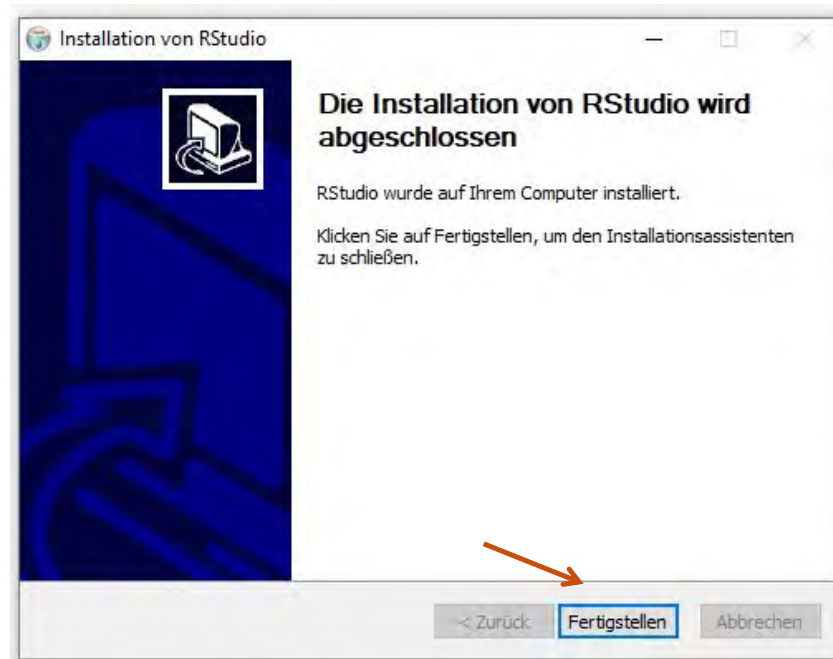 Installation von RStudio
Die Installation von RStudio wird
abgeschlossen
RStudio wurde auf Ihrem Computer installiert.
Klicken Sie auf Fertigstellen, um den Installationsassistenten
zu schließen.
< Zurück Fertigstellen Abbrechen